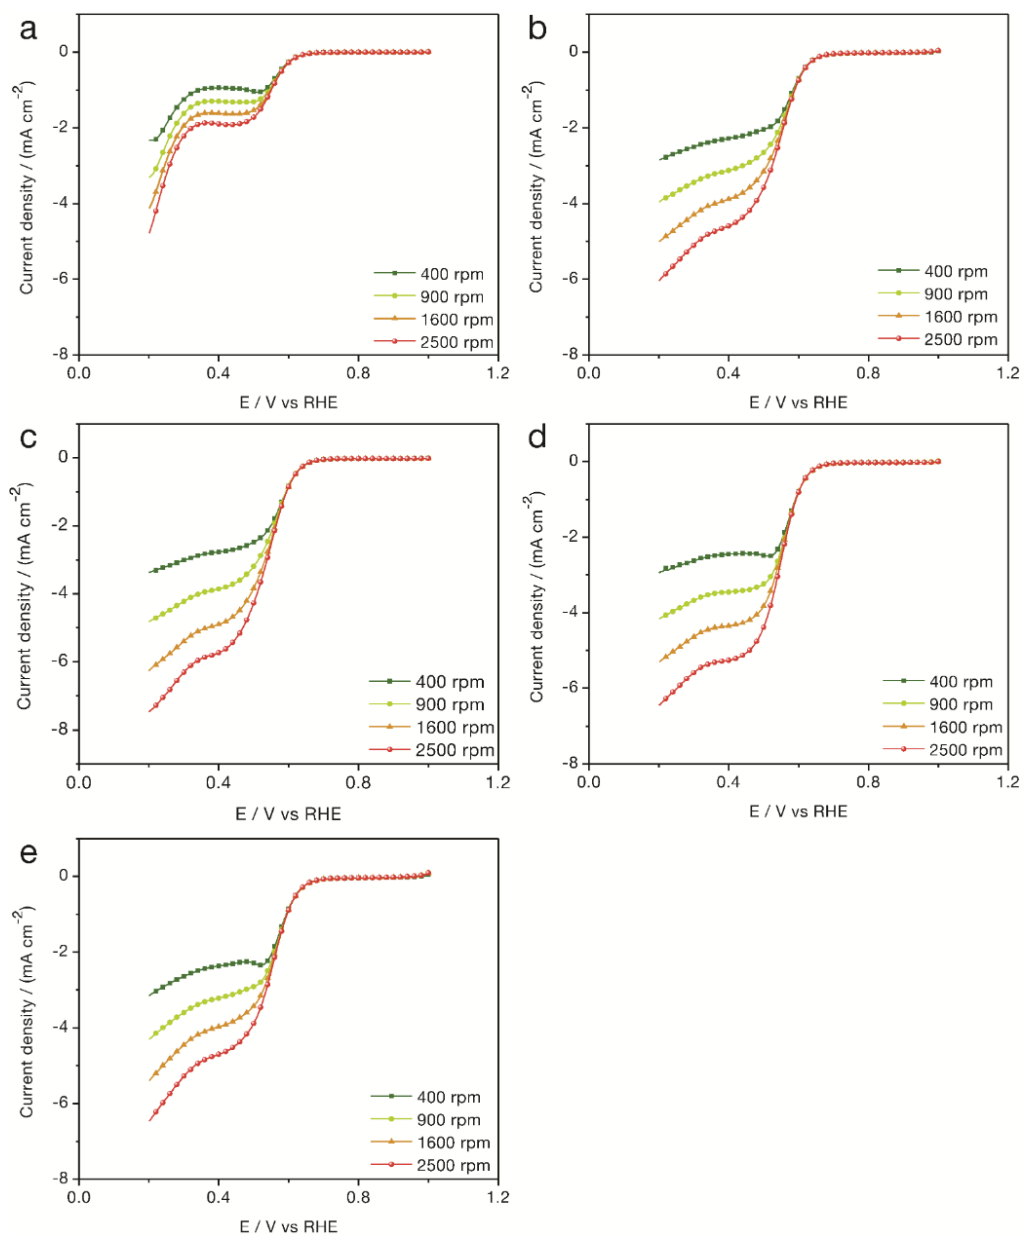 a
0
-2
-4
-6
-8
Current density / (mA cm⁻²)
400 rpm
900 rpm
1600 rpm
2500 rpm
0.0 0.4 0.8 1.2
E / V vs RHE
b
0
-2
-4
-6
-8
Current density / (mA cm⁻²)
400 rpm
900 rpm
1600 rpm
2500 rpm
0.0 0.4 0.8 1.2
E / V vs RHE
c
0
-2
-4
-6
-8
Current density / (mA cm⁻²)
400 rpm
900 rpm
1600 rpm
2500 rpm
0.0 0.4 0.8 1.2
E / V vs RHE
d
0
-2
-4
-6
-8
Current density / (mA cm⁻²)
400 rpm
900 rpm
1600 rpm
2500 rpm
0.0 0.4 0.8 1.2
E / V vs RHE
e
0
-2
-4
-6
-8
Current density / (mA cm⁻²)
400 rpm
900 rpm
1600 rpm
2500 rpm
0.0 0.4 0.8 1.2
E / V vs RHE